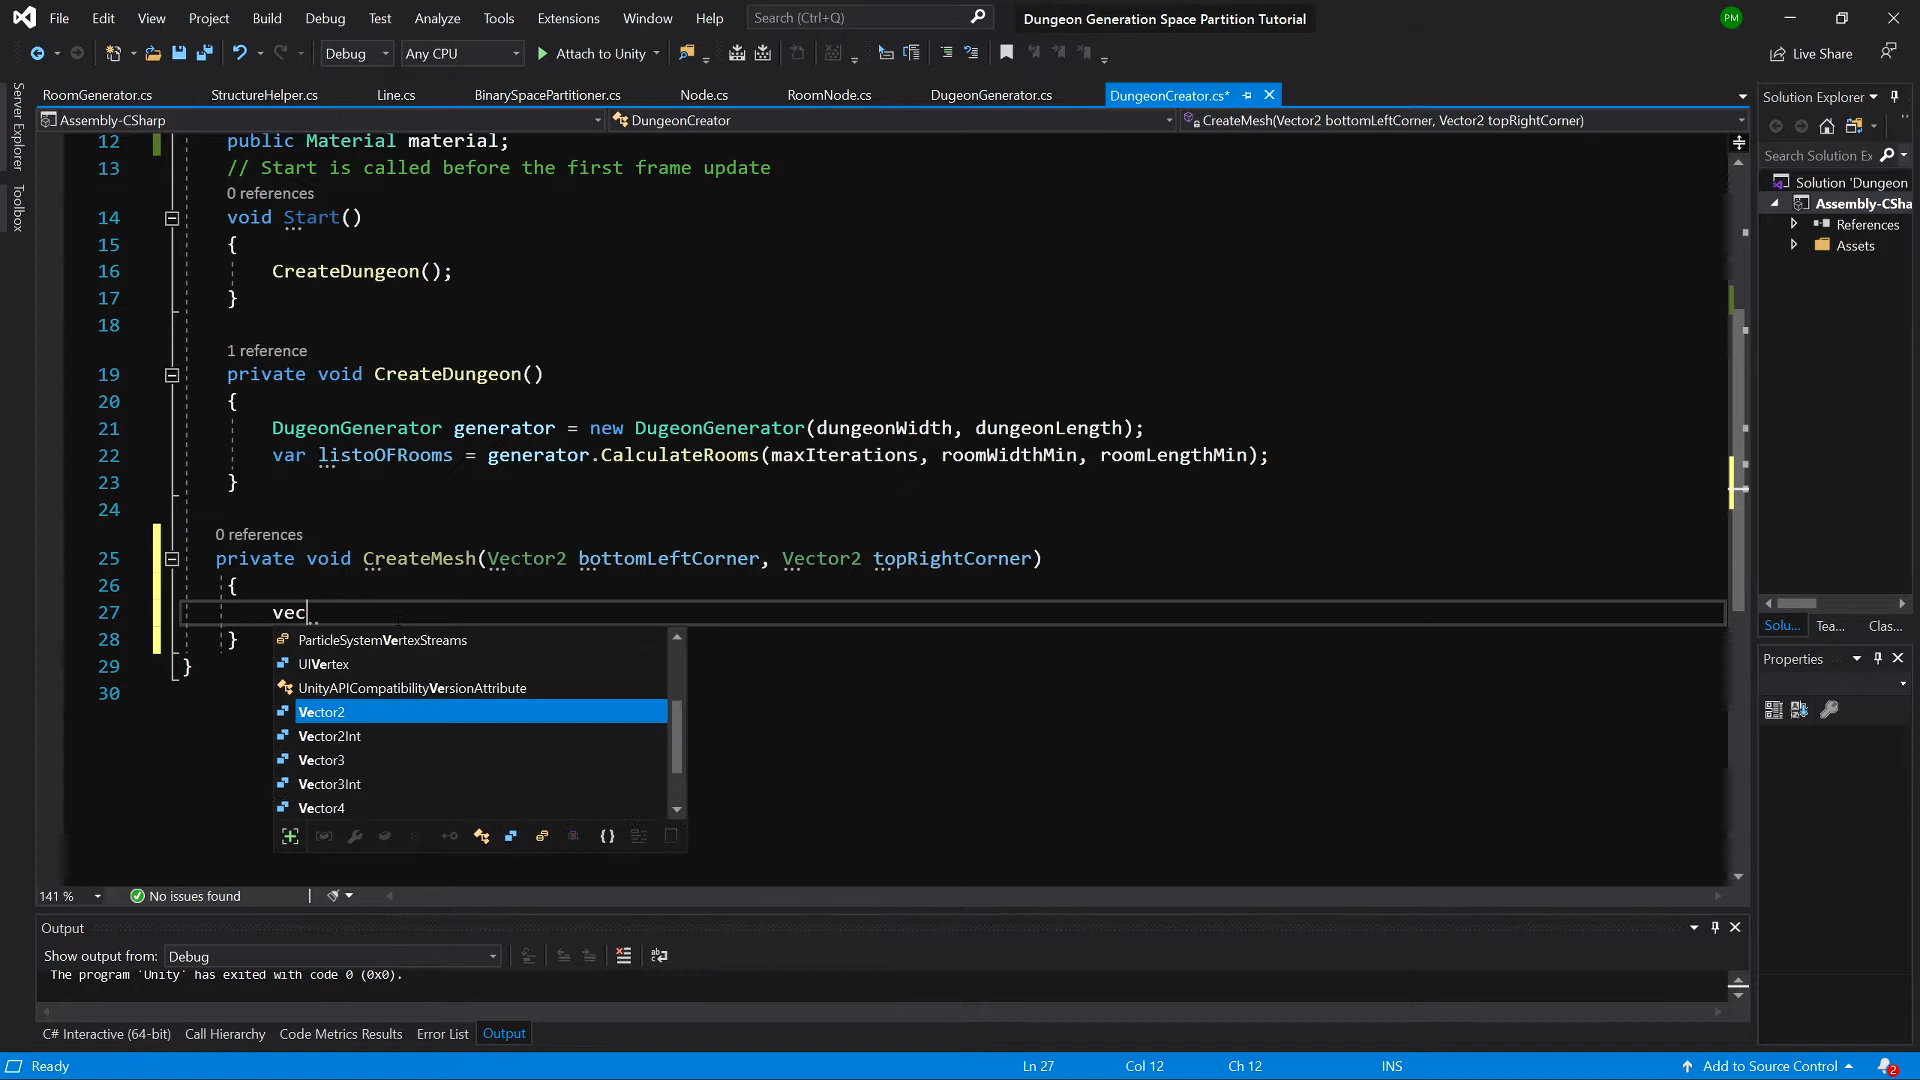 File Edit View Project Build Debug Test Analyze Tools Extensions Window Help Search (Ctrl+Q) Dungeon Generation Space Partition Tutorial PM
Debug Any CPU Attach to Unity Live Share
RoomGenerator.cs StructureHelper.cs Line.cs BinarySpacePartitioner.cs Node.cs RoomNode.cs DugeonGenerator.cs DungeonCreator.cs*
Assembly-CSharp DungeonCreator CreateMesh(Vector2 bottomLeftCorner, Vector2 topRightCorner)
Server Explorer
Toolbox
12 public Material material;
13 // Start is called before the first frame update
0 references
14 void Start()
15 {
16 CreateDungeon();
17 }
18
1 reference
19 private void CreateDungeon()
20 {
21 DugeonGenerator generator = new DugeonGenerator(dungeonWidth, dungeonLength);
22 var listoOFRooms = generator.CalculateRooms(maxIterations, roomWidthMin, roomLengthMin);
23 }
24
0 references
25 private void CreateMesh(Vector2 bottomLeftCorner, Vector2 topRightCorner)
26 {
27 vec
28 }
29 }
30
ParticleSystemVertexStreams
UIVertex
UnityAPICompatibilityVersionAttribute
Vector2
Vector2Int
Vector3
Vector3Int
Vector4
141 % No issues found
Output
Show output from: Debug
The program 'Unity' has exited with code 0 (0x0).
C# Interactive (64-bit) Call Hierarchy Code Metrics Results Error List Output
Solution Explorer
Search Solution Ex
Solution 'Dungeon
Assembly-CSha
References
Assets
Solu... Tea... Clas...
Properties
Ready Ln 27 Col 12 Ch 12 INS Add to Source Control 2